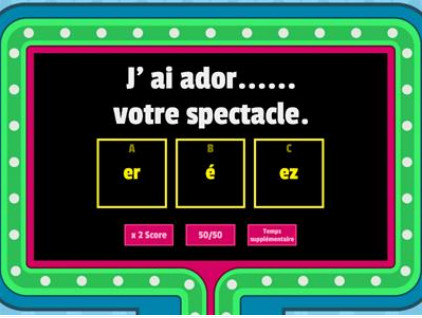 J' ai ador......
votre spectacle.
A B C
er é ez
x 2 Score 50/50 Temps
supplémentaire